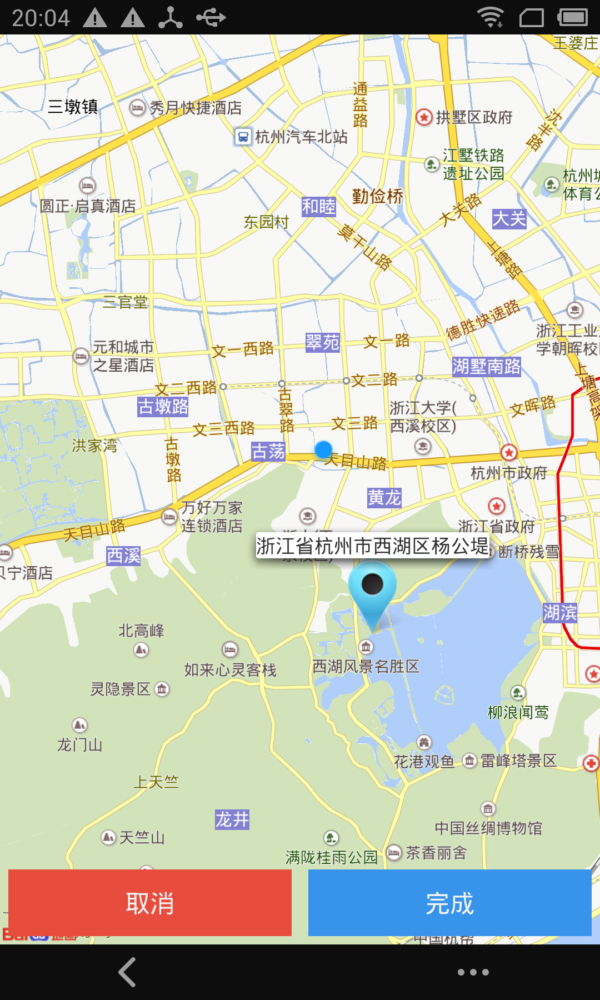 20:04
王婆庄
三墩镇
秀月快捷酒店
通益路
拱墅区政府
沈半路
杭州汽车北站
江墅铁路
遗址公园
杭州城
体育公
圆正·启真酒店
勤俭桥
和睦
东园村
大关路
大关
莫干山路
上塘路
三官堂
德胜快速路
浙江工业
学朝晖校
元和城市
之星酒店
文一西路
翠苑
文一路
湖墅南路
上塘高架
文二西路
文二路
古墩路
古翠路
浙江大学(
西溪校区)
文晖路
文三西路
文三路
洪家湾
古墩路
古荡
天目山路
杭州市政府
黄龙
万好万家
连锁酒店
浙江省政府
天目山路
浙江省杭州市西湖区杨公堤
断桥残雪
西溪
贝宁酒店
湖滨
北高峰
如来心灵客栈
西湖风景名胜区
灵隐景区
柳浪闻莺
龙门山
花港观鱼
雷峰塔景区
上天竺
龙井
中国丝绸博物馆
天竺山
满陇桂雨公园
茶香丽舍
取消
完成